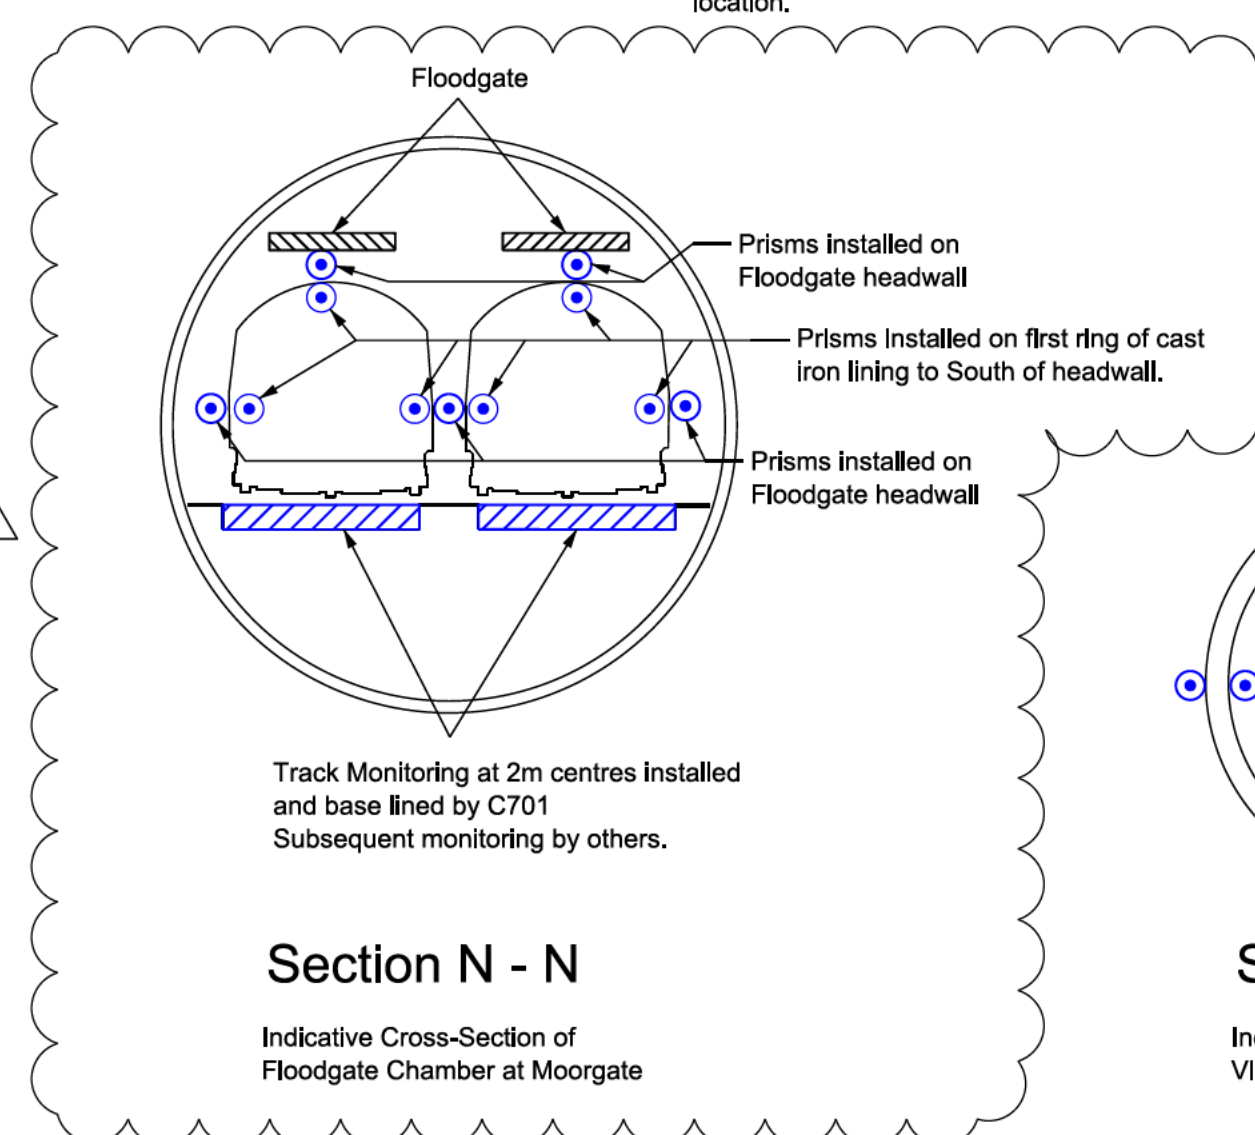 location.
Floodgate
Prisms installed on
Floodgate headwall
Prisms installed on first ring of cast
iron lining to South of headwall.
Prisms installed on
Floodgate headwall
Track Monitoring at 2m centres installed
and base lined by C701
Subsequent monitoring by others.
Section N - N
Indicative Cross-Section of
Floodgate Chamber at Moorgate